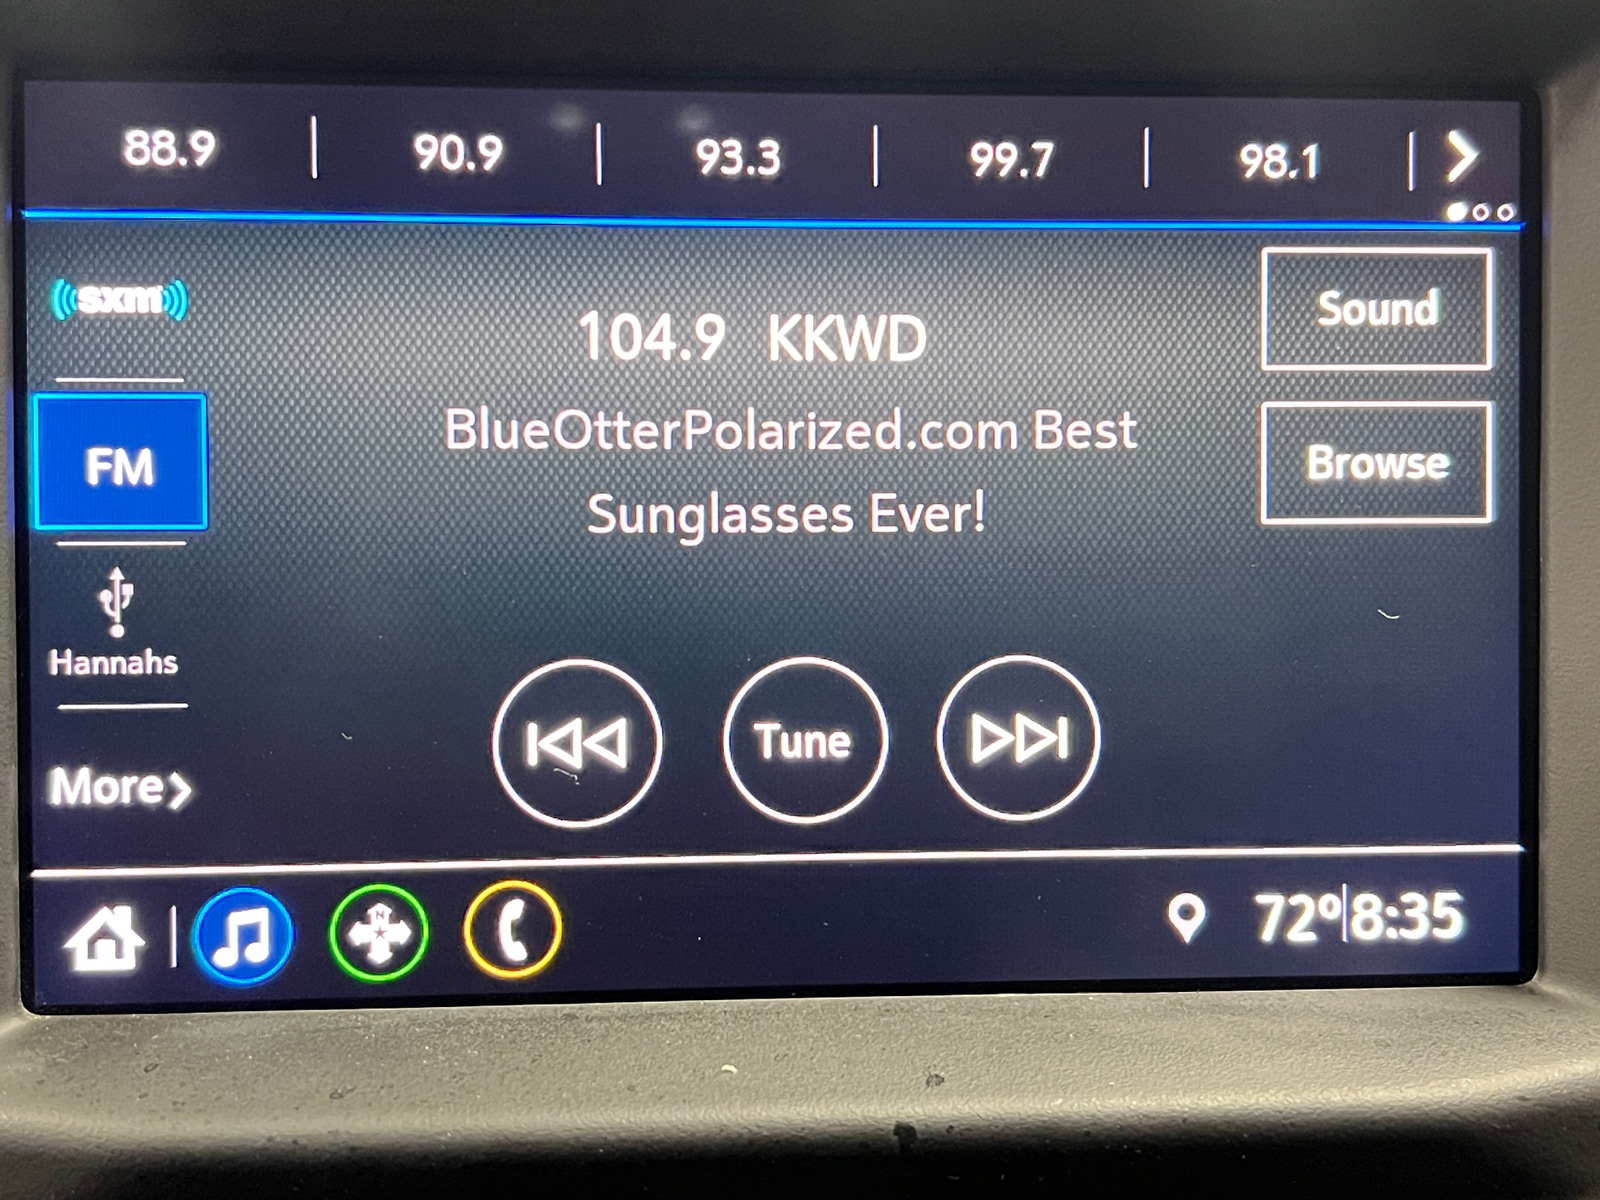 88.9 90.9 93.3 99.7 98.1
sxm
104.9 KKWD
Sound
BlueOtterPolarized.com Best
Sunglasses Ever!
FM
Browse
Hannahs
Tune
More
N
72º 8:35